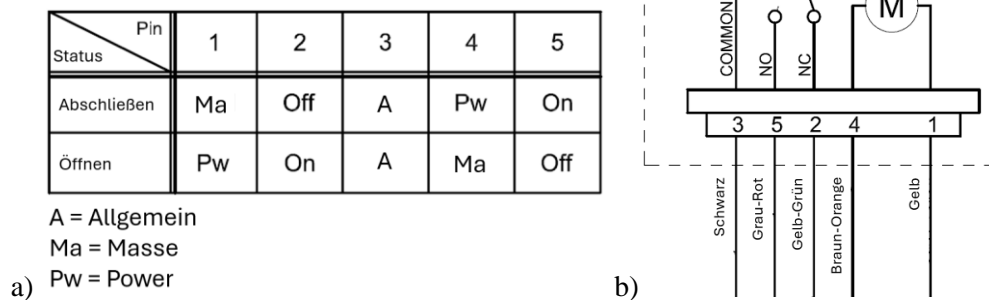 Pin
Status
1 2 3 4 5
Abschließen Ma Off A Pw On
Öffnen Pw On A Ma Off
A = Allgemein
Ma = Masse
Pw = Power
a)
COMMON
NO
NC
M
3 5 2 4 1
Schwarz
Grau-Rot
Gelb-Grün
Braun-Orange
Gelb
b)